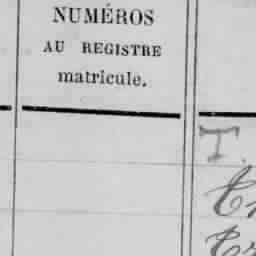 NUMÉROS
AU REGISTRE
matricule.
T.